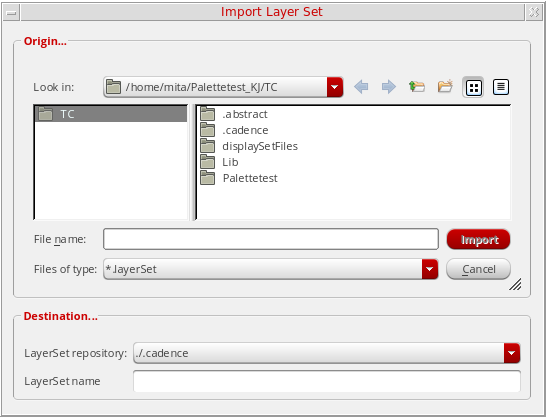 Import Layer Set
Origin...
Look in: /home/mita/Palettetest_KJ/TC
TC
.abstract
.cadence
displaySetFiles
Lib
Palettetest
File name: Import
Files of type: *.layerSet Cancel
Destination...
LayerSet repository: ./.cadence
LayerSet name